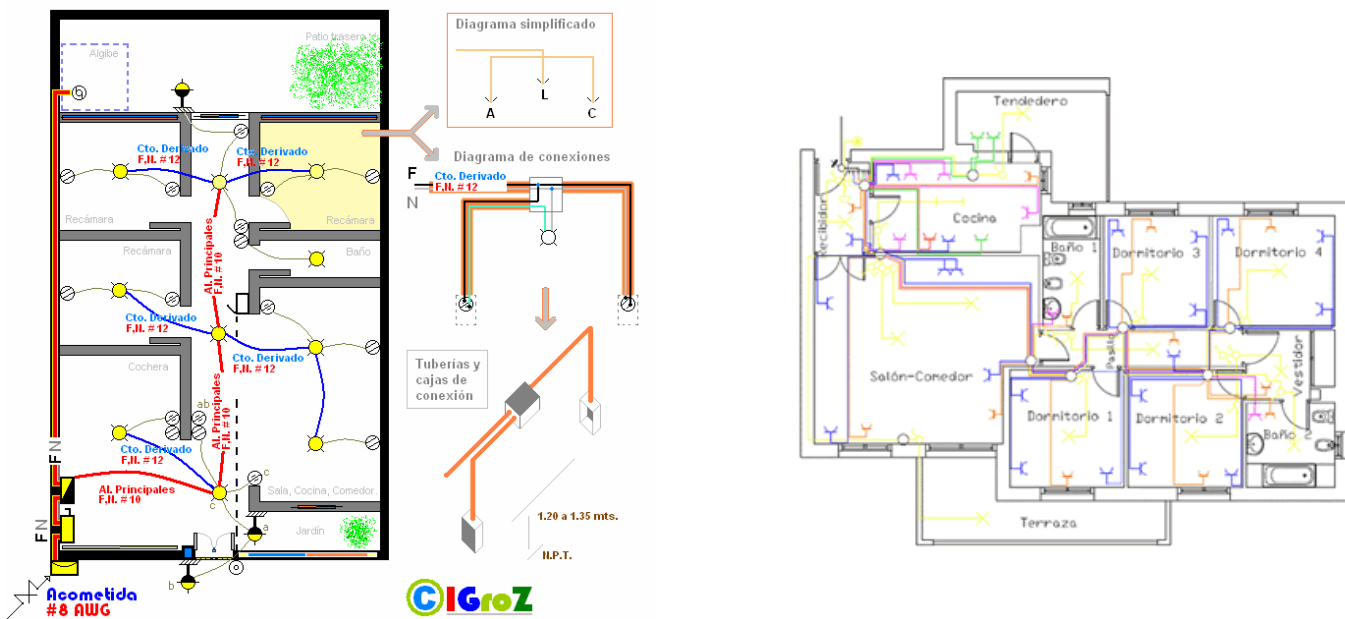 Patio trasero
Algibe
Cto. Derivado
F,N. # 12
Cto. Derivado
F,N. # 12
Recámara
Recámara
Al. Principales
F,N. # 10
Recámara
Baño
Cto. Derivado
F,N. # 12
Cto. Derivado
F,N. # 12
Cochera
ab
Al. Principales
F,N. # 10
Cto. Derivado
F,N. # 12
F N
Al. Principales
F,N. # 10
c
c
Sala, Cocina, Comedor.
a
Jardín
F N
b
Acometida
#8 AWG
Diagrama simplificado
A
L
C
Diagrama de conexiones
F
N
Cto. Derivado
F,N. # 12
Tuberías y
cajas de
conexión
1.20 a 1.35 mts.
N.P.T.
©IGroZ
Tendedero
Recibidor
Cocina
Baño 1
Dormitorio 3
Dormitorio 4
Salón-Comedor
Pasillo
Vestidor
Dormitorio 1
Dormitorio 2
Baño 2
Terraza